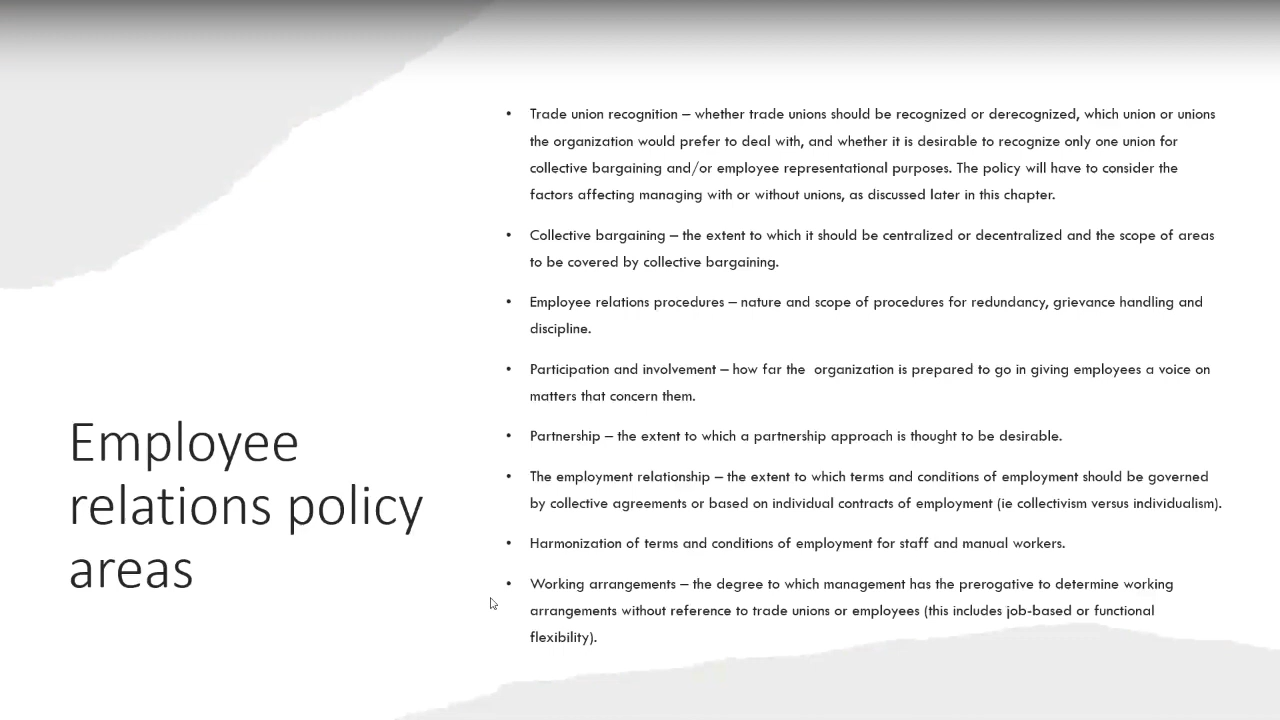 Employee
relations policy
areas
• Trade union recognition – whether trade unions should be recognized or derecognized, which union or unions
the organization would prefer to deal with, and whether it is desirable to recognize only one union for
collective bargaining and/or employee representational purposes. The policy will have to consider the
factors affecting managing with or without unions, as discussed later in this chapter.
• Collective bargaining – the extent to which it should be centralized or decentralized and the scope of areas
to be covered by collective bargaining.
• Employee relations procedures – nature and scope of procedures for redundancy, grievance handling and
discipline.
• Participation and involvement – how far the  organization is prepared to go in giving employees a voice on
matters that concern them.
• Partnership – the extent to which a partnership approach is thought to be desirable.
• The employment relationship – the extent to which terms and conditions of employment should be governed
by collective agreements or based on individual contracts of employment (ie collectivism versus individualism).
• Harmonization of terms and conditions of employment for staff and manual workers.
• Working arrangements – the degree to which management has the prerogative to determine working
arrangements without reference to trade unions or employees (this includes job-based or functional
flexibility).